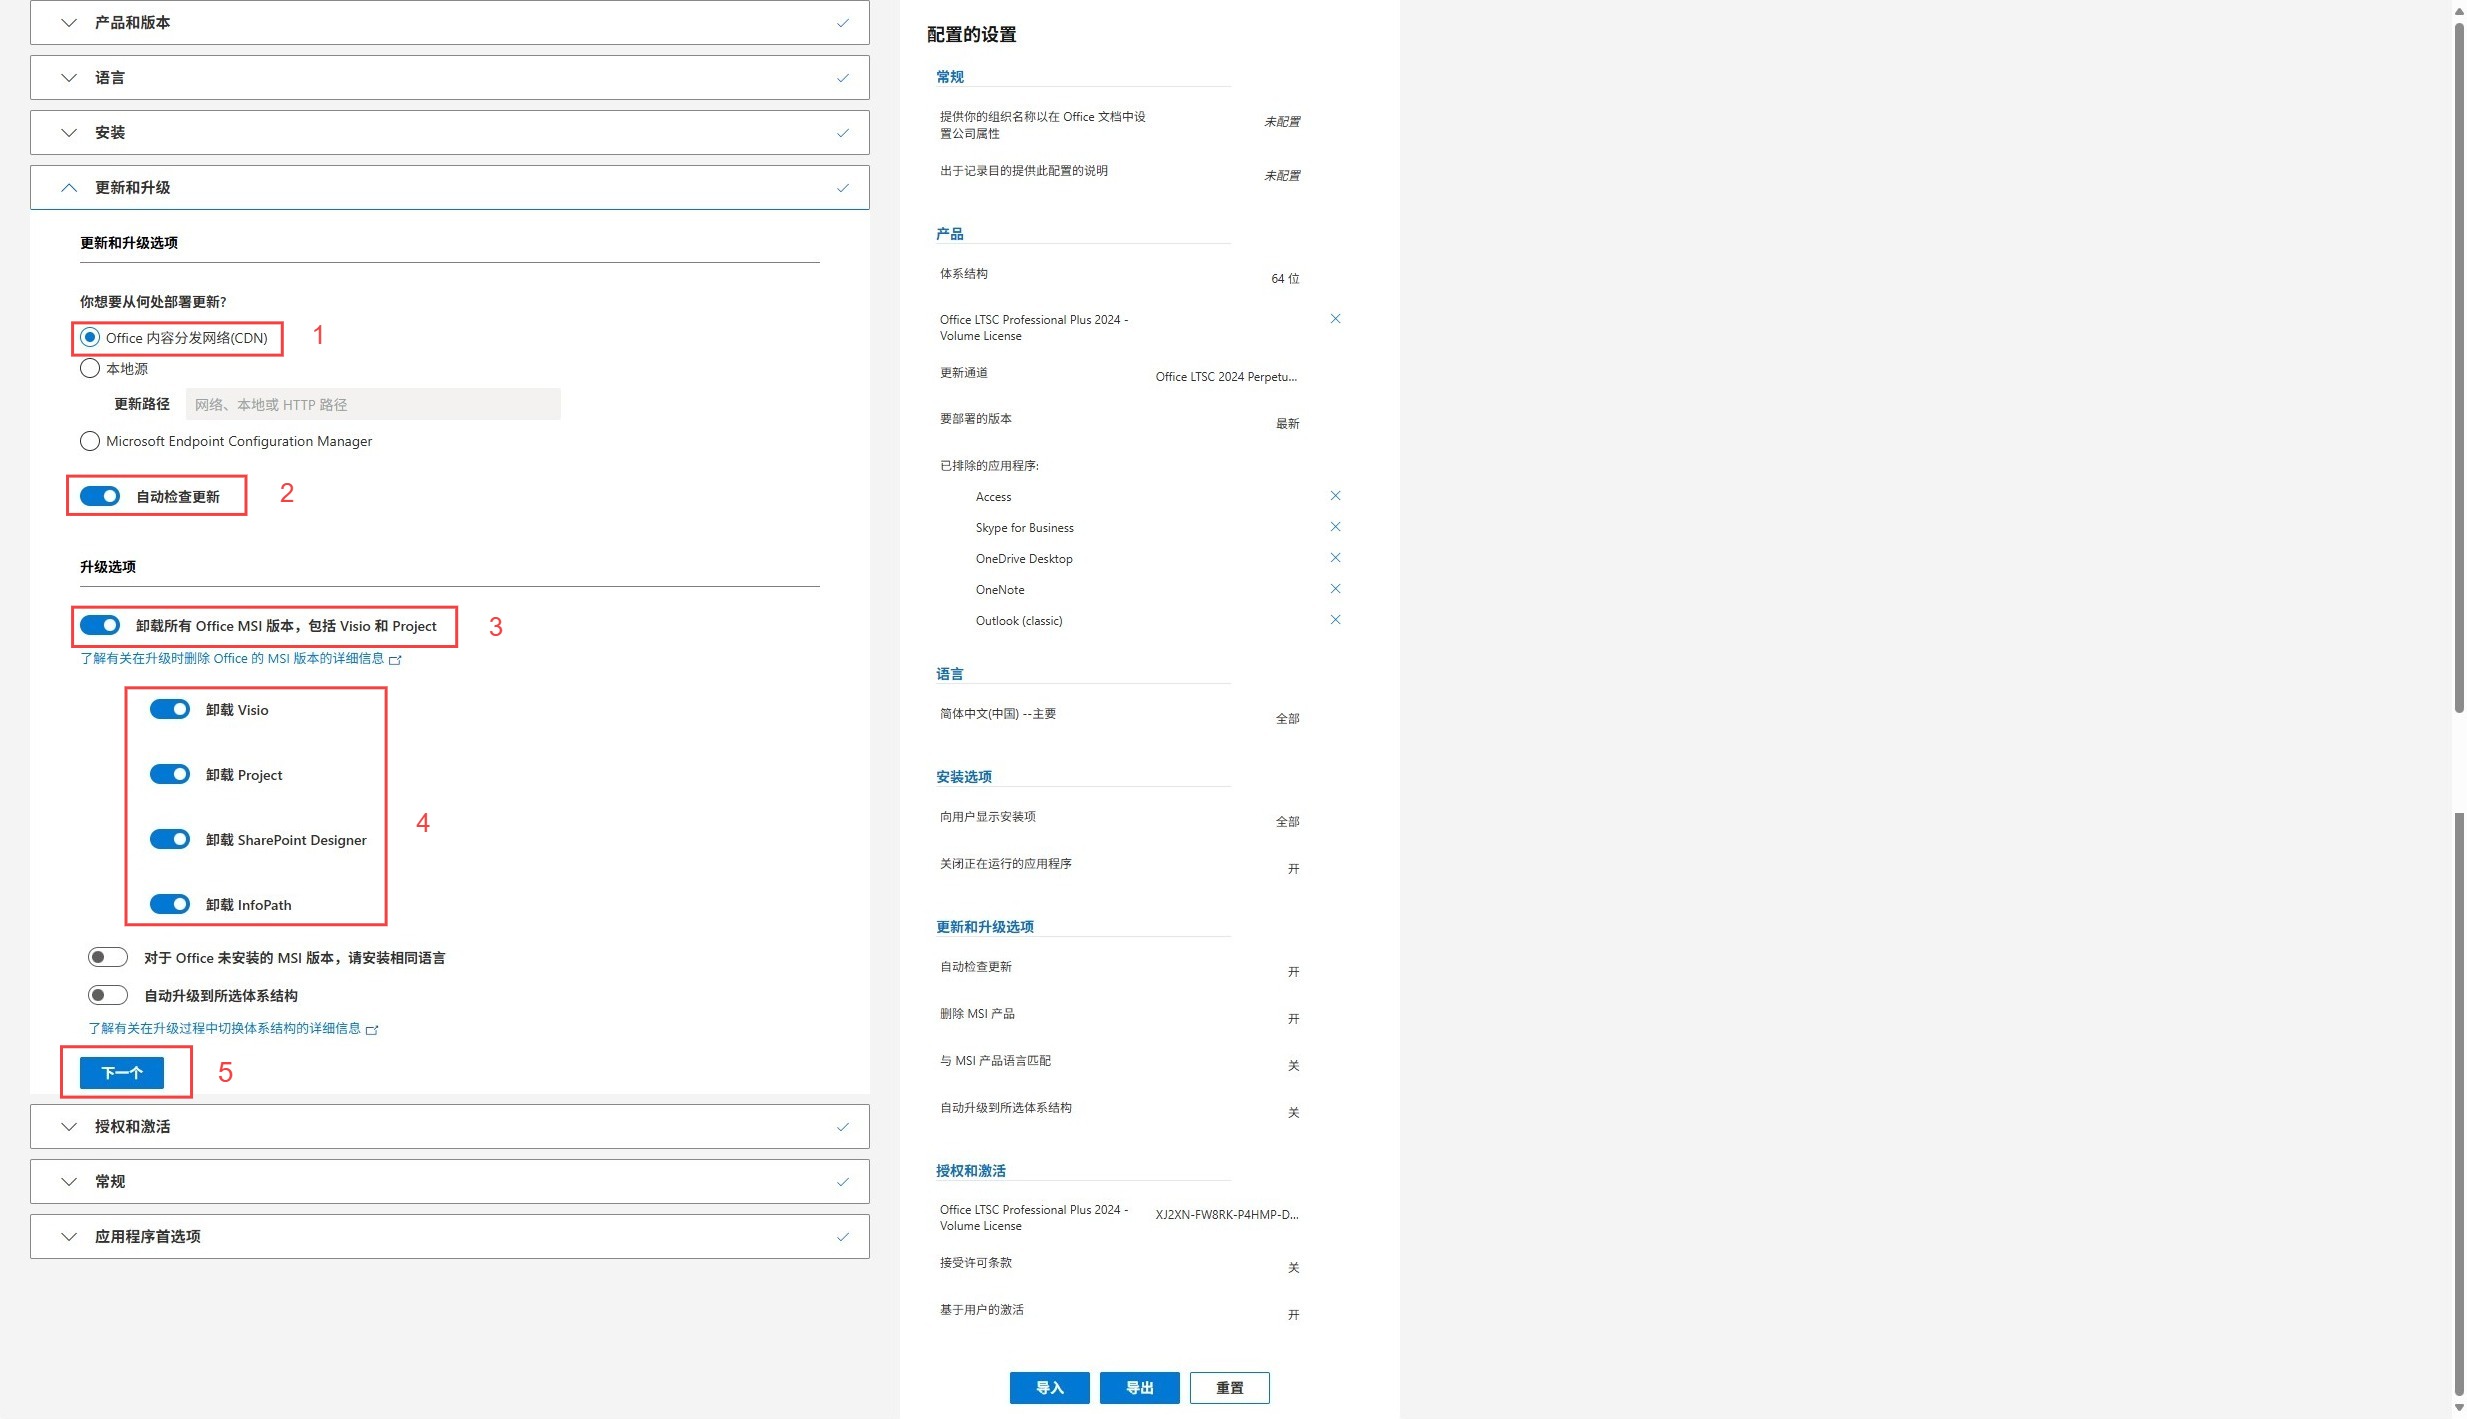 产品和版本
语言
安装
更新和升级
更新和升级选项
你想要从何处部署更新?
Office 内容分发网络(CDN)
1
本地源
更新路径
网络、本地或 HTTP 路径
Microsoft Endpoint Configuration Manager
自动检查更新
2
升级选项
卸载所有 Office MSI 版本，包括 Visio 和 Project
3
了解有关在升级时删除 Office 的 MSI 版本的详细信息
卸载 Visio
卸载 Project
4
卸载 SharePoint Designer
卸载 InfoPath
对于 Office 未安装的 MSI 版本，请安装相同语言
自动升级到所选体系结构
了解有关在升级过程中切换体系结构的详细信息
下一个
5
授权和激活
常规
应用程序首选项
配置的设置
常规
提供你的组织名称以在 Office 文档中设
置公司属性
未配置
出于记录目的提供此配置的说明
未配置
产品
体系结构
64 位
Office LTSC Professional Plus 2024 -
Volume License
更新通道
Office LTSC 2024 Perpetu...
要部署的版本
最新
已排除的应用程序:
Access
Skype for Business
OneDrive Desktop
OneNote
Outlook (classic)
语言
简体中文(中国) --主要
全部
安装选项
向用户显示安装项
全部
关闭正在运行的应用程序
开
更新和升级选项
自动检查更新
开
删除 MSI 产品
开
与 MSI 产品语言匹配
关
自动升级到所选体系结构
关
授权和激活
Office LTSC Professional Plus 2024 -
Volume License
XJ2XN-FW8RK-P4HMP-D...
接受许可条款
关
基于用户的激活
开
导入
导出
重置